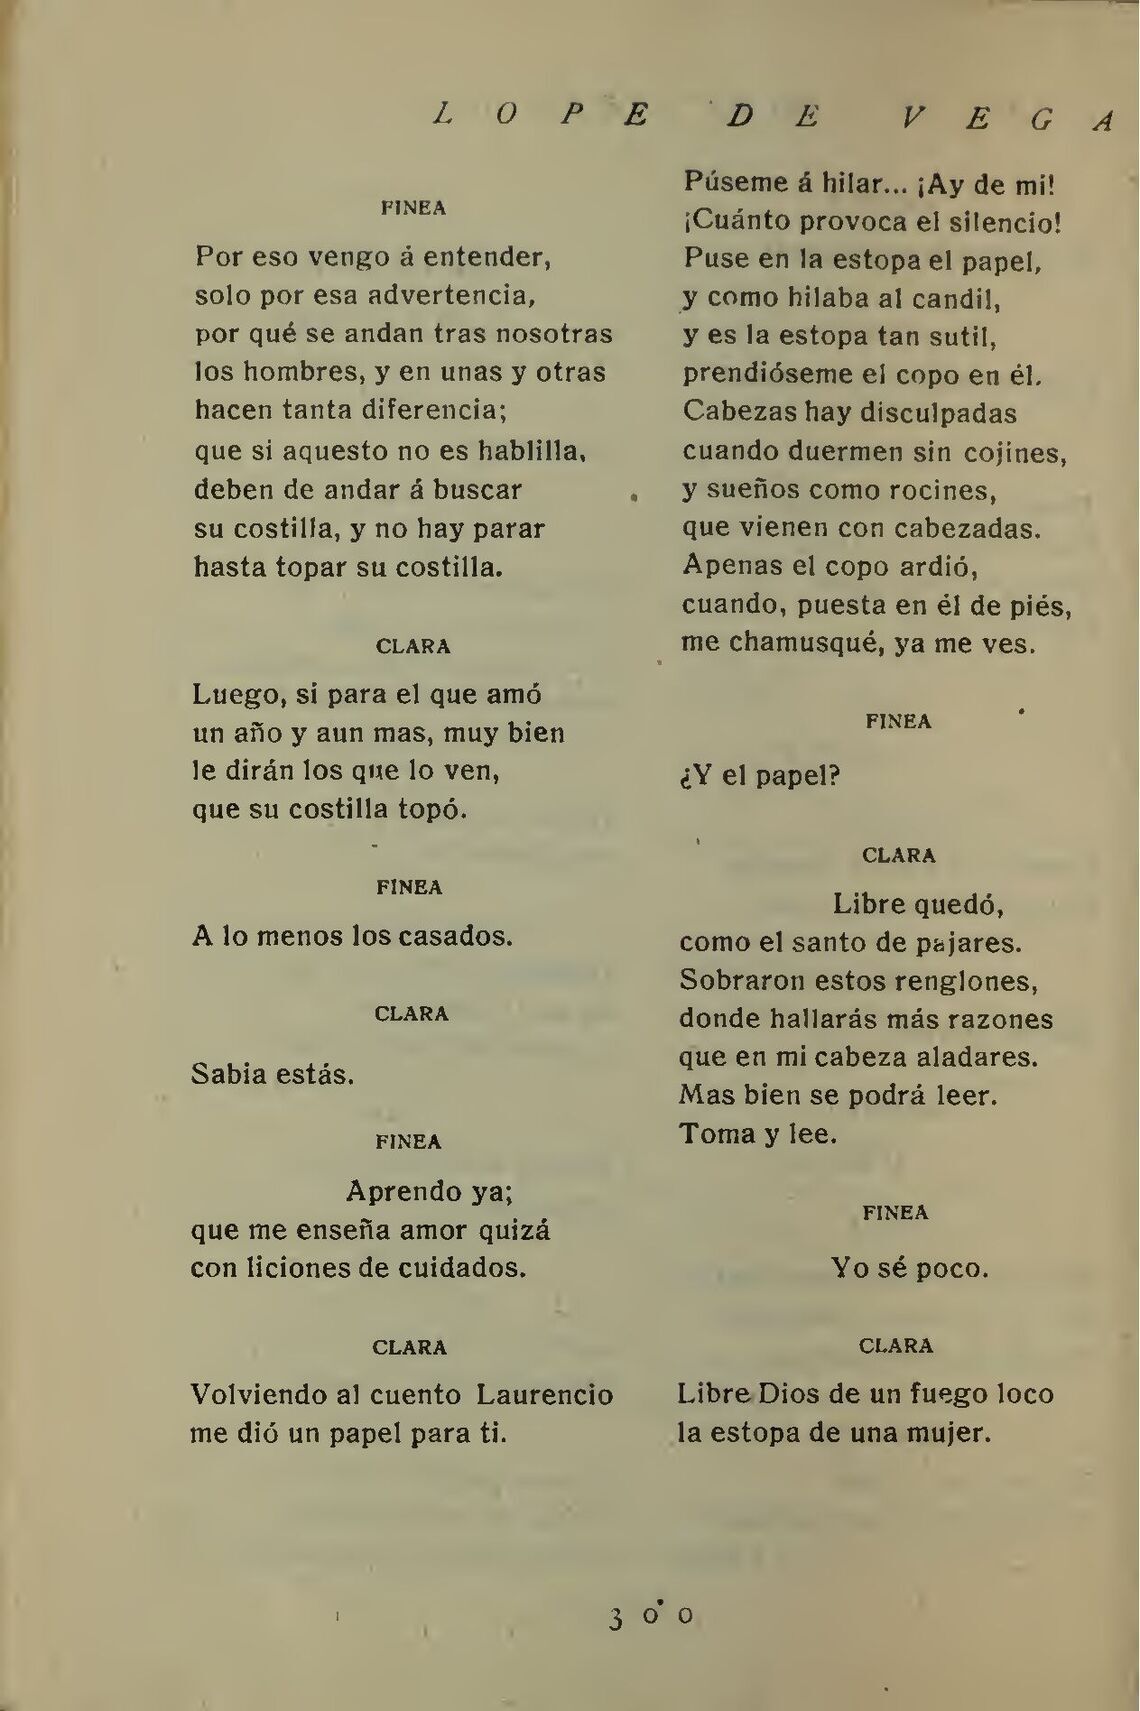 LOPE DE VEGA
FINEA
Por eso vengo á entender,
solo por esa advertencia,
por qué se andan tras nosotras
los hombres, y en unas y otras
hacen tanta diferencia;
que si aquesto no es hablilla,
deben de andar á buscar
su costilla, y no hay parar
hasta topar su costilla.
CLARA
Luego, si para el que amó
un año y aun mas, muy bien
le dirán los que lo ven,
que su costilla topó.
FINEA
A lo menos los casados.
CLARA
Sabia estás.
FINEA
Aprendo ya;
que me enseña amor quizá
con liciones de cuidados.
CLARA
Volviendo al cuento Laurencio
me dió un papel para ti.
Púseme á hilar... ¡Ay de mi!
¡Cuánto provoca el silencio!
Puse en la estopa el papel,
y como hilaba al candil,
y es la estopa tan sutil,
prendióseme el copo en él.
Cabezas hay disculpadas
cuando duermen sin cojines,
y sueños como rocines,
que vienen con cabezadas.
Apenas el copo ardió,
cuando, puesta en él de piés,
me chamusqué, ya me ves.
FINEA
¿Y el papel?
CLARA
Libre quedó,
como el santo de pajares.
Sobraron estos renglones,
donde hallarás más razones
que en mi cabeza aladares.
Mas bien se podrá leer.
Toma y lee.
FINEA
Yo sé poco.
CLARA
Libre Dios de un fuego loco
la estopa de una mujer.
300